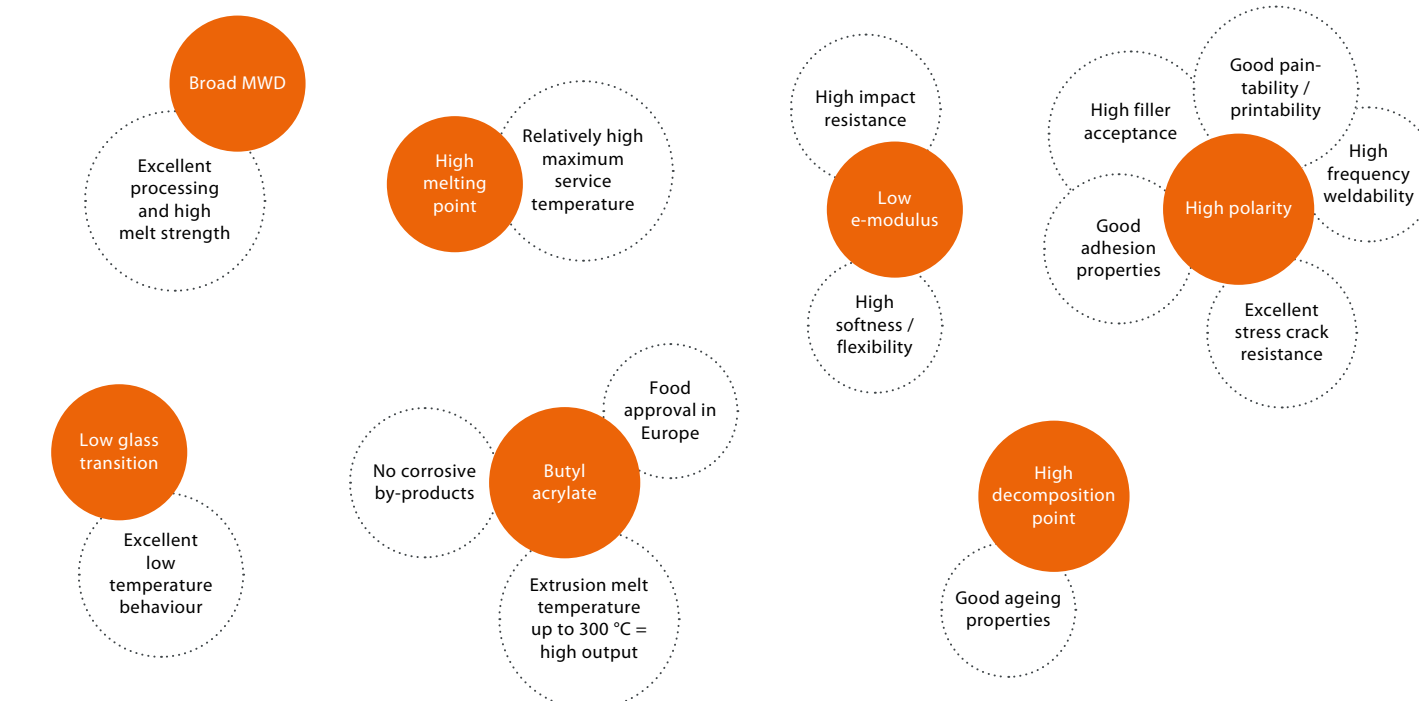 Broad MWD
Excellent
processing
and high
melt strength
High
melting
point
Relatively high
maximum
service
temperature
High impact
resistance
Low
e-modulus
High
softness /
flexibility
Good pain-
tability /
printability
High filler
acceptance
High
frequency
weldability
High polarity
Good
adhesion
properties
Excellent
stress crack
resistance
Low glass
transition
Excellent
low
temperature
behaviour
Food
approval in
Europe
No corrosive
by-products
Butyl
acrylate
Extrusion melt
temperature
up to 300 °C =
high output
High
decomposition
point
Good ageing
properties